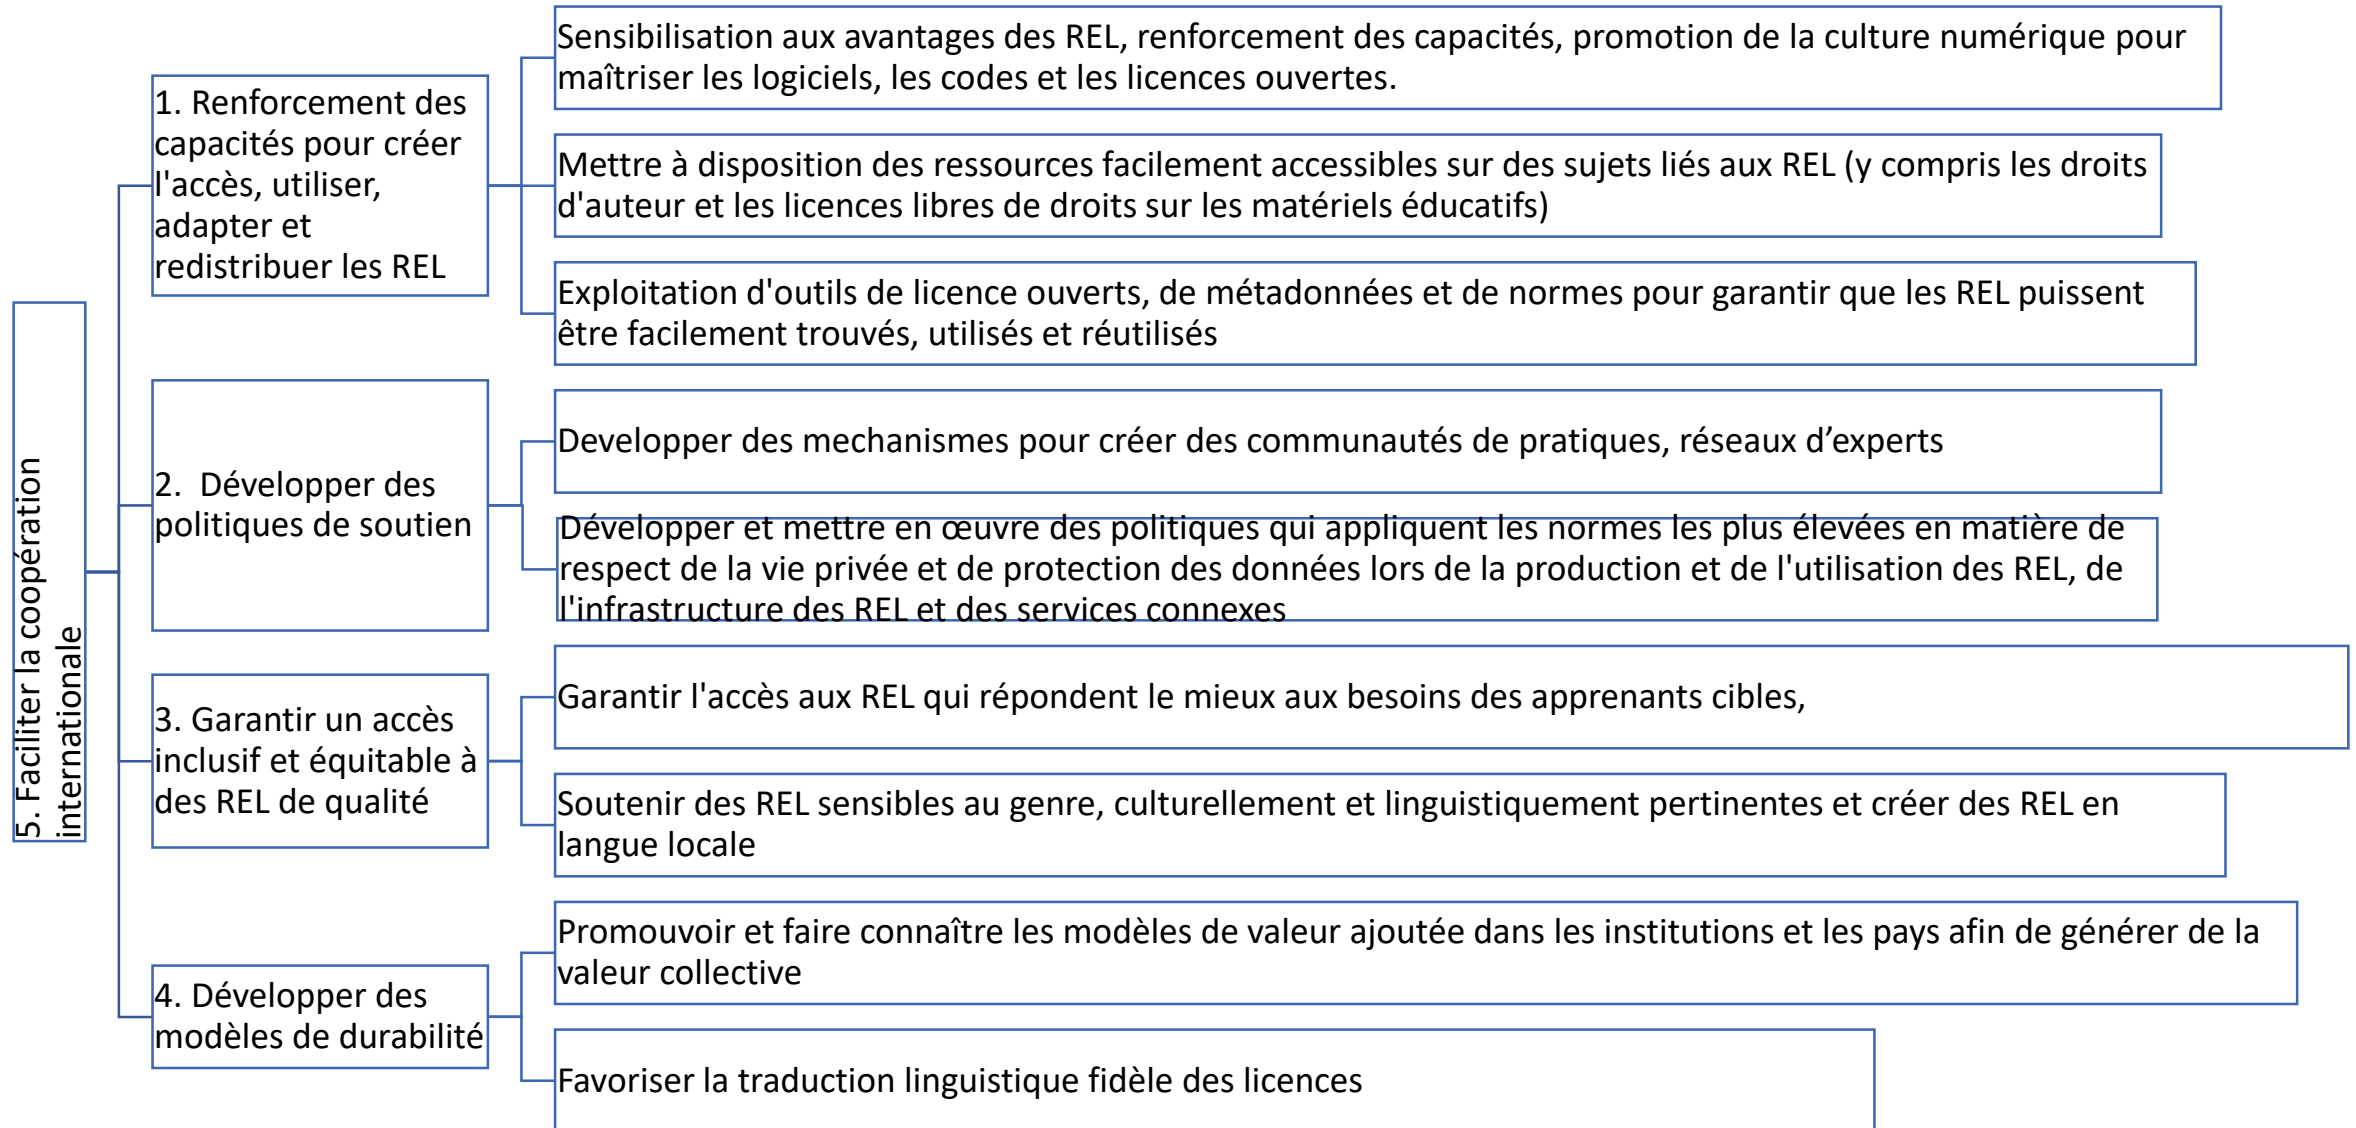 5. Faciliter la coopération
internationale
1. Renforcement des
capacités pour créer
l'accès, utiliser,
adapter et
redistribuer les REL
Sensibilisation aux avantages des REL, renforcement des capacités, promotion de la culture numérique pour
maîtriser les logiciels, les codes et les licences ouvertes.
Mettre à disposition des ressources facilement accessibles sur des sujets liés aux REL (y compris les droits
d'auteur et les licences libres de droits sur les matériels éducatifs)
Exploitation d'outils de licence ouverts, de métadonnées et de normes pour garantir que les REL puissent
être facilement trouvés, utilisés et réutilisés
2.  Développer des
politiques de soutien
Developper des mechanismes pour créer des communautés de pratiques, réseaux d’experts
Développer et mettre en œuvre des politiques qui appliquent les normes les plus élevées en matière de
respect de la vie privée et de protection des données lors de la production et de l'utilisation des REL, de
l'infrastructure des REL et des services connexes
3. Garantir un accès
inclusif et équitable à
des REL de qualité
Garantir l'accès aux REL qui répondent le mieux aux besoins des apprenants cibles,
Soutenir des REL sensibles au genre, culturellement et linguistiquement pertinentes et créer des REL en
langue locale
4. Développer des
modèles de durabilité
Promouvoir et faire connaître les modèles de valeur ajoutée dans les institutions et les pays afin de générer de la
valeur collective
Favoriser la traduction linguistique fidèle des licences